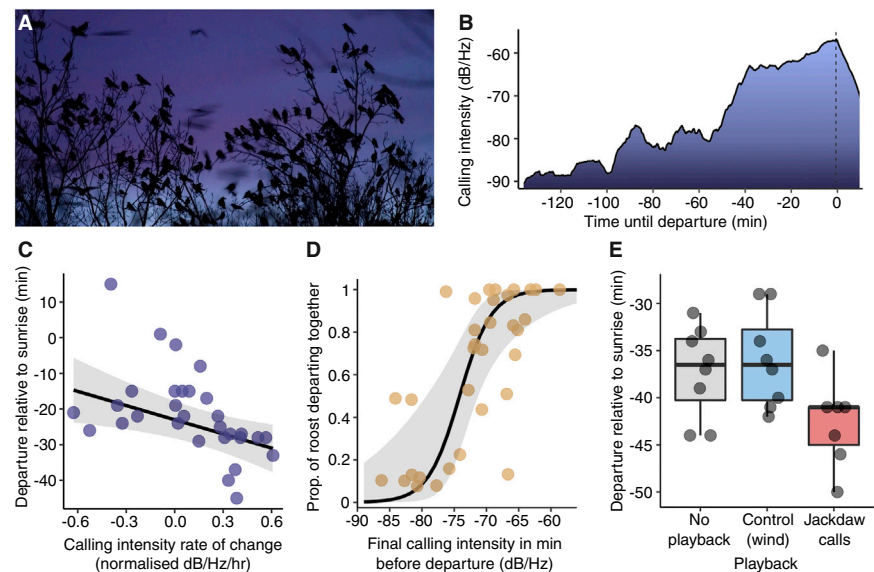 A
B
Calling intensity (dB/Hz)
-60
-70
-80
-90
-120 -100 -80 -60 -40 -20 0
Time until departure (min)
C
Departure relative to sunrise (min)
10
0
-10
-20
-30
-40
-0.6 -0.3 0.0 0.3 0.6
Calling intensity rate of change
(normalised dB/Hz/hr)
D
Prop. of roost departing together
1
0.8
0.6
0.4
0.2
0
-90 -85 -80 -75 -70 -65 -60
Final calling intensity in min
before departure (dB/Hz)
E
Departure relative to sunrise (min)
-30
-35
-40
-45
-50
No Control Jackdaw
playback (wind) calls
Playback